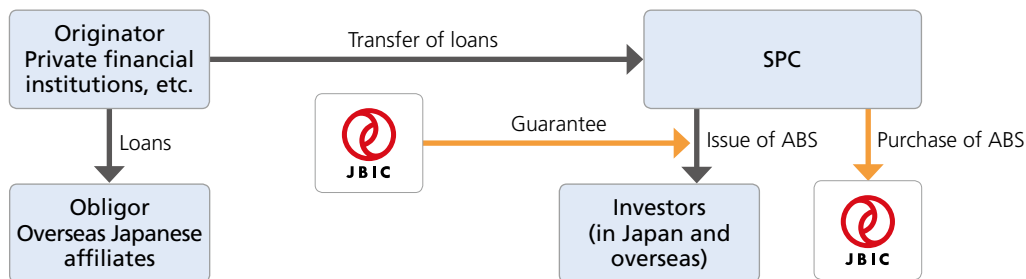 Originator
Private financial
institutions, etc.
Transfer of loans
SPC
Loans
JBIC
Guarantee
Issue of ABS
Purchase of ABS
Obligor
Overseas Japanese
affiliates
Investors
(in Japan and
overseas)
JBIC